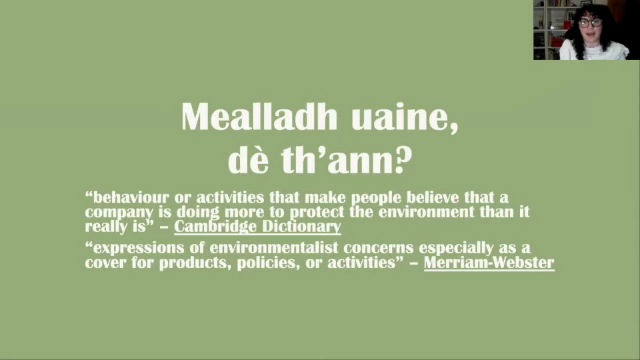 Mealladh uaine,
dè th’ann?
“behaviour or activities that make people believe that a
company is doing more to protect the environment than it
really is” – Cambridge Dictionary
“expressions of environmentalist concerns especially as a
cover for products, policies, or activities” – Merriam-Webster